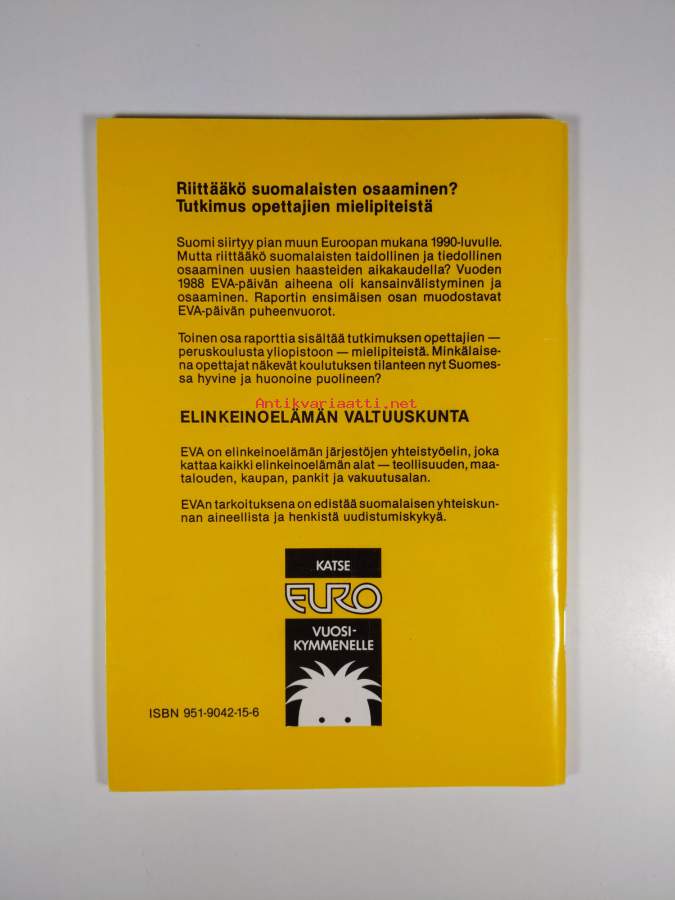 Riittääkö suomalaisten osaaminen?
Tutkimus opettajien mielipiteistä
Suomi siirtyy pian muun Euroopan mukana 1990-luvulle.
Mutta riittääkö suomalaisten taidollinen ja tiedollinen
osaaminen uusien haasteiden aikakaudella? Vuoden
1988 EVA-päivän aiheena oli kansainvälistyminen ja
osaaminen. Raportin ensimäisen osan muodostavat
EVA-päivän puheenvuorot.
Toinen osa raporttia sisältää tutkimuksen opettajien —
peruskoulusta yliopistoon — mielipiteistä. Minkälaise-
na opettajat näkevät koulutuksen tilanteen nyt Suomes-
sa hyvine ja huonoine puolineen?
Antikvariaatti.net
ELINKEINOELÄMÄN VALTUUSKUNTA
EVA on elinkeinoelämän järjestöjen yhteistyöelin, joka
kattaa kaikki elinkeinoelämän alat — teollisuuden, maa-
talouden, kaupan, pankit ja vakuutusalan.
EVAn tarkoituksena on edistää suomalaisen yhteiskun-
nan aineellista ja henkistä uudistumiskykyä.
KATSE
EURO
VUOSI-
KYMMENELLE
ISBN 951-9042-15-6